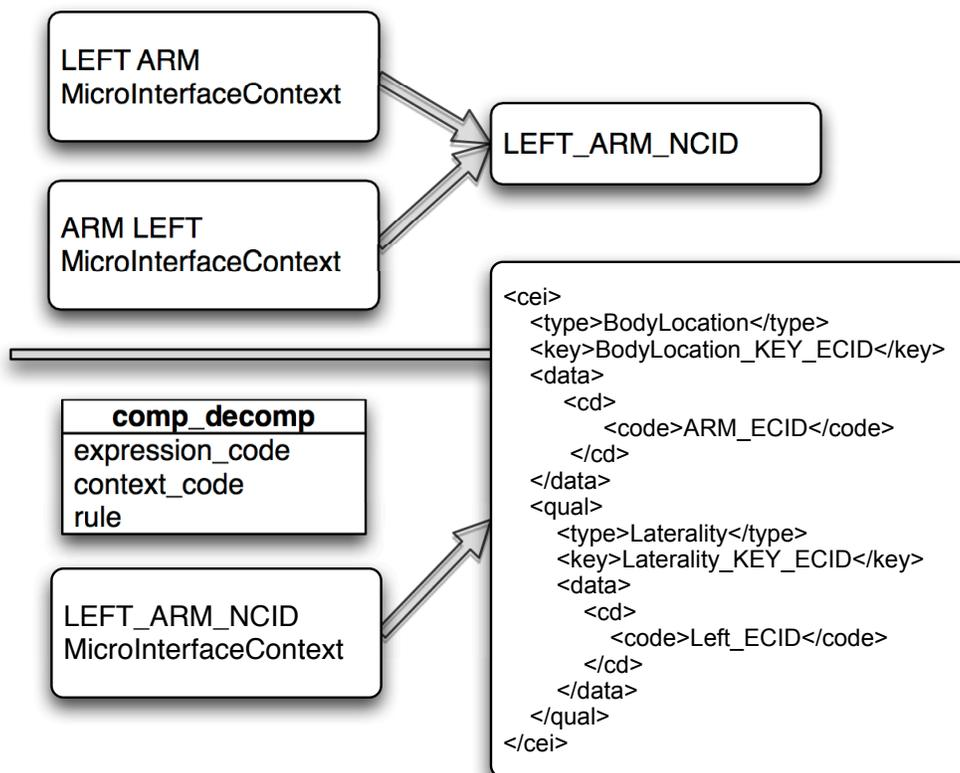 LEFT ARM
MicroInterfaceContext
LEFT_ARM_NCID
ARM LEFT
MicroInterfaceContext
comp_decomp
expression_code
context_code
rule
LEFT_ARM_NCID
MicroInterfaceContext
<cei>
<type>BodyLocation</type>
<key>BodyLocation_KEY_ECID</key>
<data>
<cd>
<code>ARM_ECID</code>
</cd>
</data>
<qual>
<type>Laterality</type>
<key>Laterality_KEY_ECID</key>
<data>
<cd>
<code>Left_ECID</code>
</cd>
</data>
</qual>
</cei>